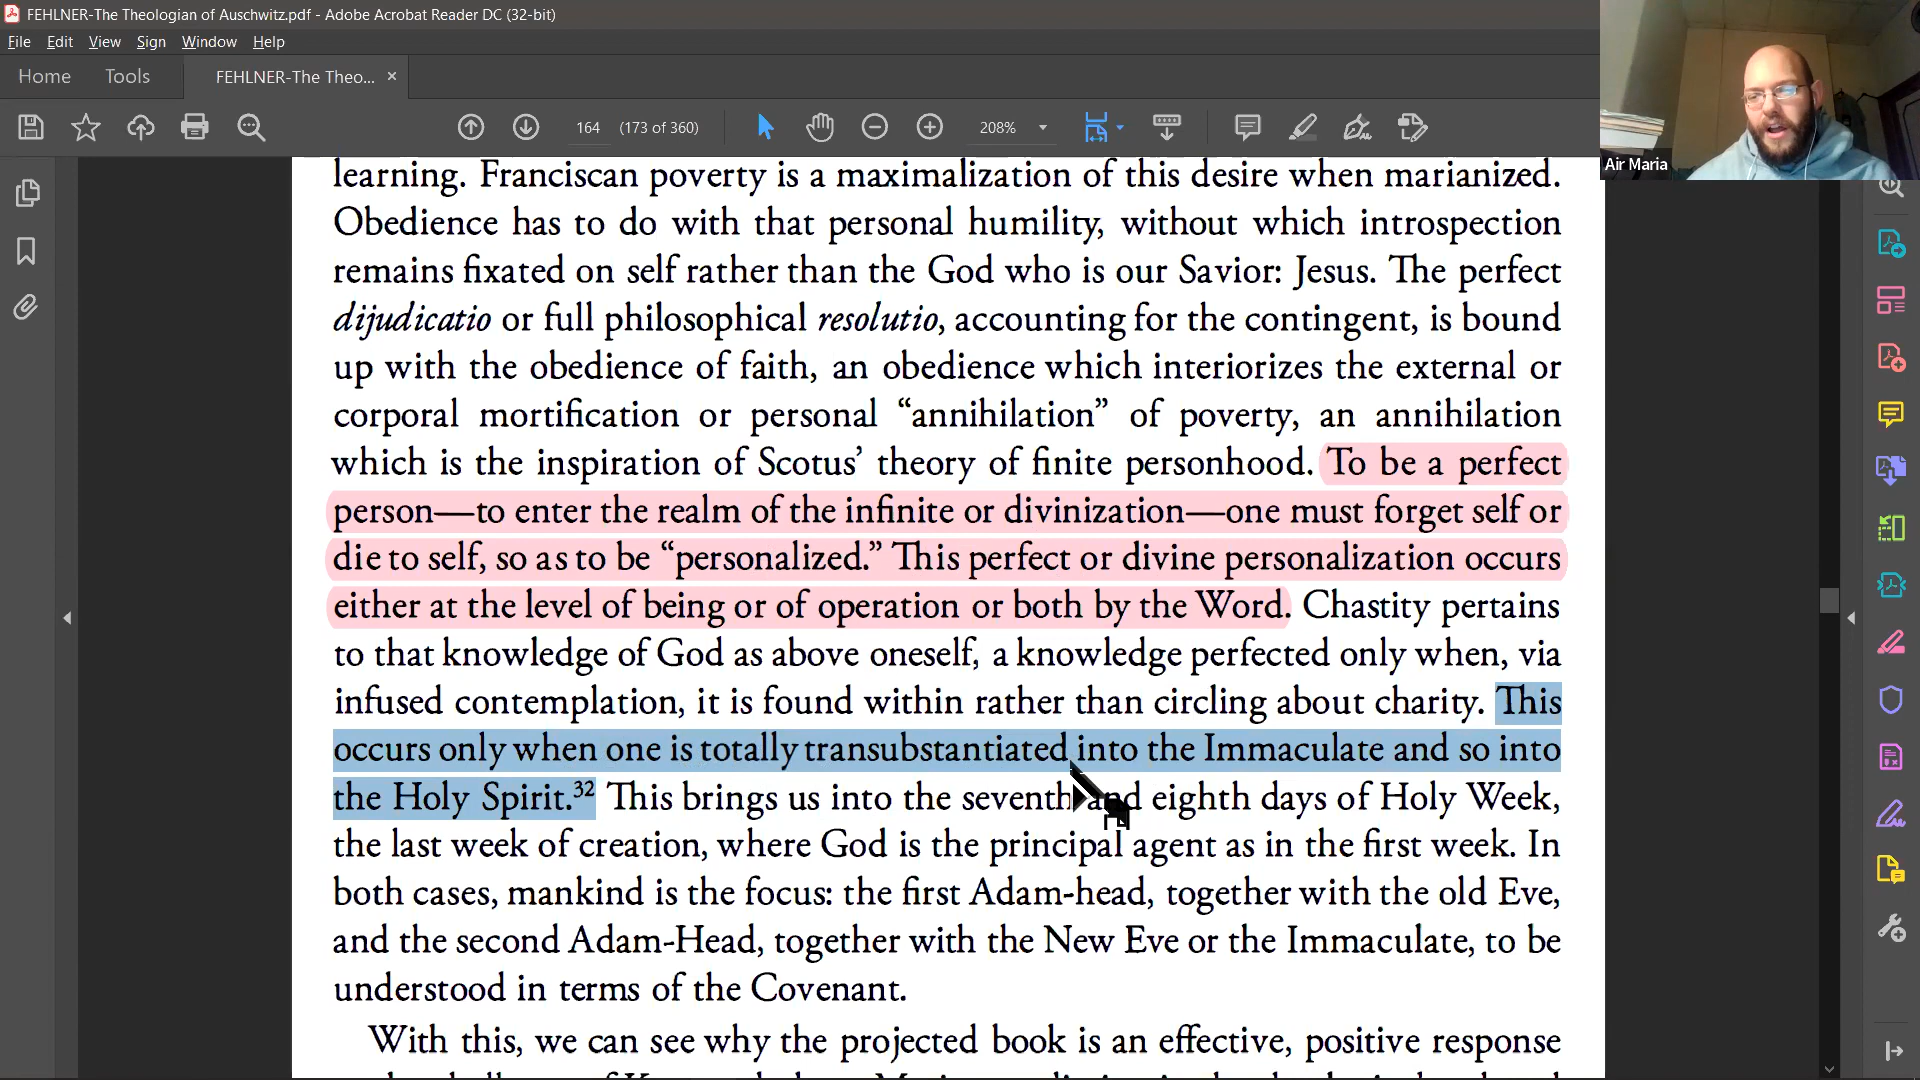 FEHLNER-The Theologian of Auschwitz.pdf - Adobe Acrobat Reader DC (32-bit)
File Edit View Sign Window Help
Home Tools FEHLNER-The Theo... ×
164 (173 of 360) 208%
Air Maria
learning. Franciscan poverty is a maximalization of this desire when marianized.
Obedience has to do with that personal humility, without which introspection
remains fixated on self rather than the God who is our Savior: Jesus. The perfect
dijudicatio or full philosophical resolutio, accounting for the contingent, is bound
up with the obedience of faith, an obedience which interiorizes the external or
corporal mortification or personal “annihilation” of poverty, an annihilation
which is the inspiration of Scotus’ theory of finite personhood. To be a perfect
person—to enter the realm of the infinite or divinization—one must forget self or
die to self, so as to be “personalized.” This perfect or divine personalization occurs
either at the level of being or of operation or both by the Word. Chastity pertains
to that knowledge of God as above oneself, a knowledge perfected only when, via
infused contemplation, it is found within rather than circling about charity. This
occurs only when one is totally transubstantiated into the Immaculate and so into
the Holy Spirit.32 This brings us into the seventh and eighth days of Holy Week,
the last week of creation, where God is the principal agent as in the first week. In
both cases, mankind is the focus: the first Adam-head, together with the old Eve,
and the second Adam-Head, together with the New Eve or the Immaculate, to be
understood in terms of the Covenant.
With this, we can see why the projected book is an effective, positive response